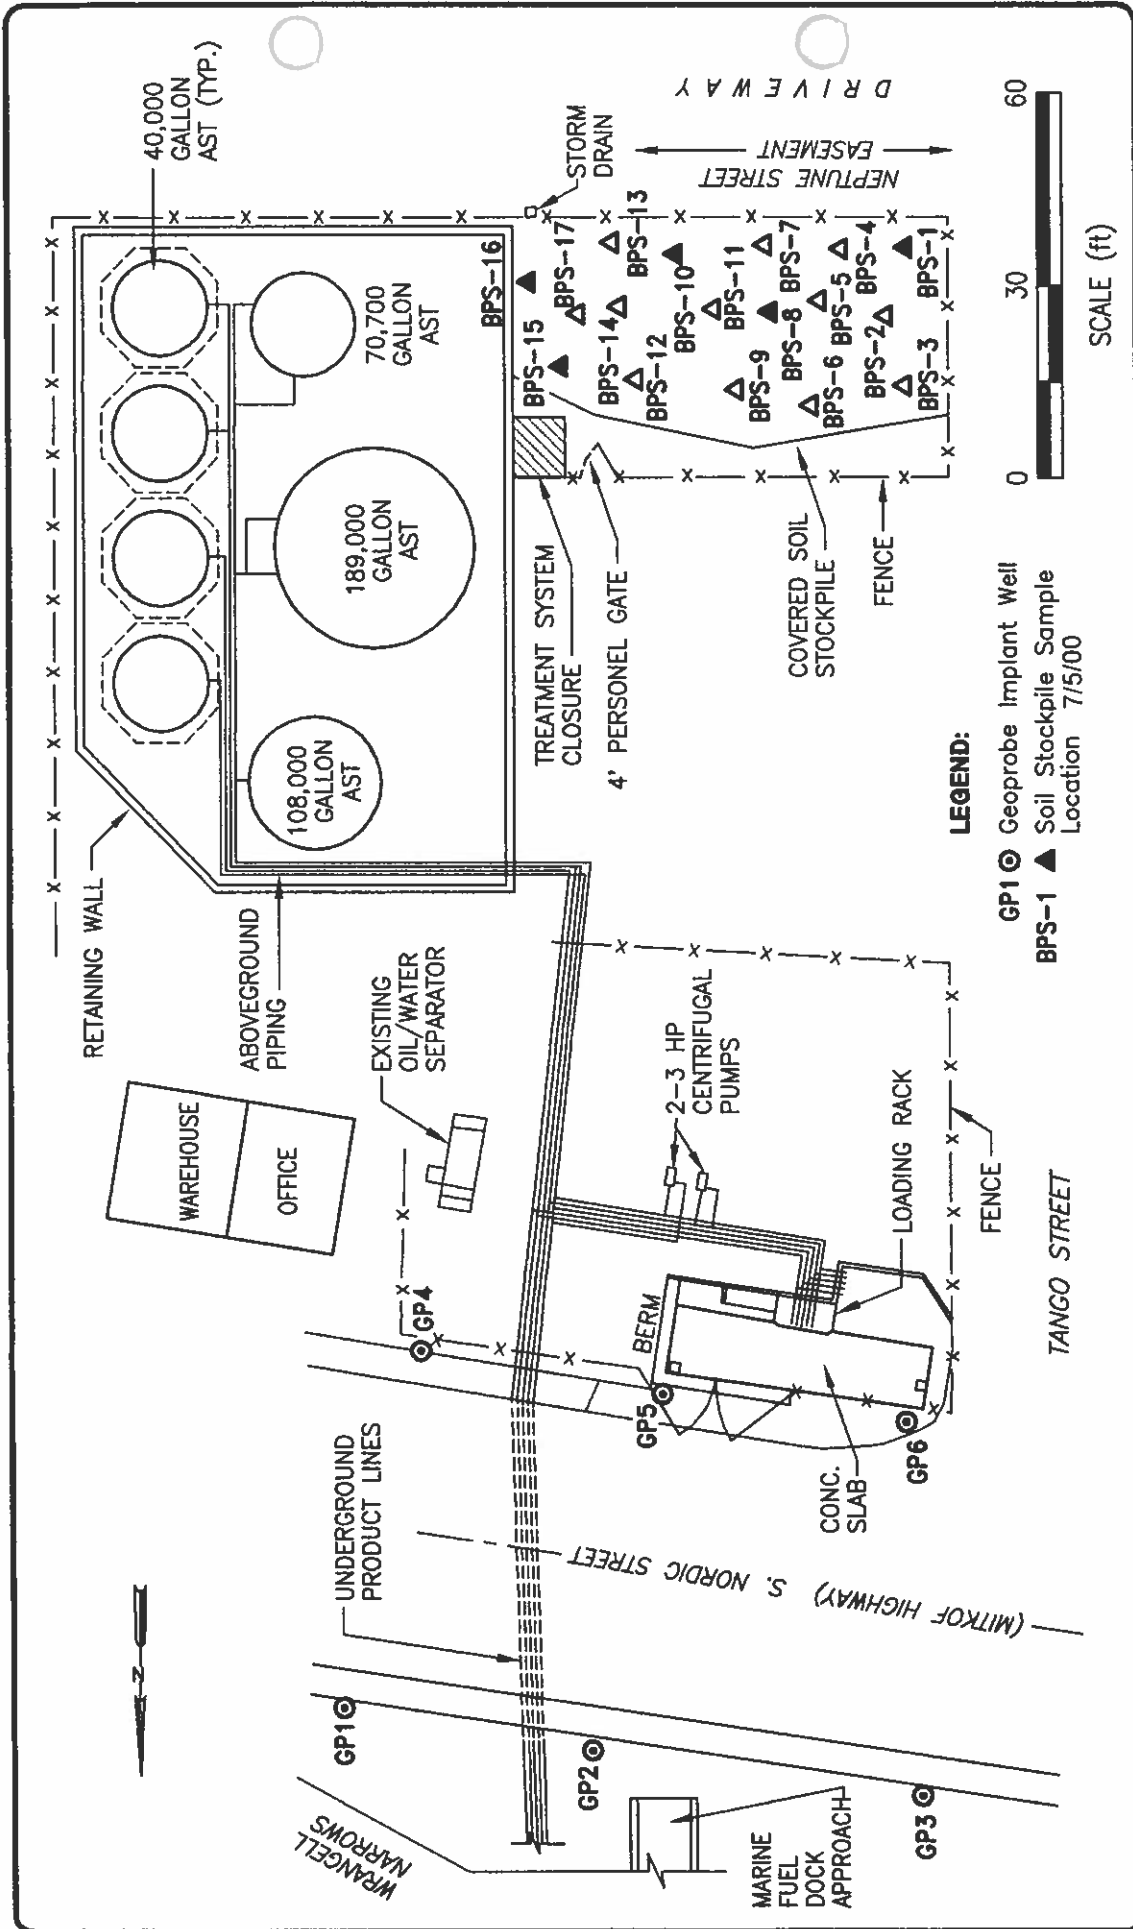 WRANGELL
NARROWS
MARINE
FUEL
DOCK
APPROACH
GP1
GP2
GP3
N
UNDERGROUND
PRODUCT LINES
(MITKOF HIGHWAY) S. NORDIC STREET
GP4
GP5
GP6
BERM
CONC.
SLAB
WAREHOUSE
OFFICE
EXISTING
OIL/WATER
SEPARATOR
2-3 HP
CENTRIFUGAL
PUMPS
LOADING RACK
FENCE
TANGO STREET
RETAINING WALL
ABOVEGROUND
PIPING
108,000
GALLON
AST
189,000
GALLON
AST
70,700
GALLON
AST
40,000
GALLON
AST (TYP.)
TREATMENT SYSTEM
CLOSURE
4' PERSONEL GATE
COVERED SOIL
STOCKPILE
FENCE
STORM
DRAIN
NEPTUNE STREET
EASEMENT
DRIVEWAY
BPS-16
BPS-15
BPS-17
BPS-14
BPS-13
BPS-12
BPS-10
BPS-11
BPS-9
BPS-8
BPS-7
BPS-6
BPS-5
BPS-4
BPS-2
BPS-3
BPS-1
LEGEND:
GP1 Geoprobe Implant Well
BPS-1 Soil Stockpile Sample
Location 7/5/00
0 30 60
SCALE (ft)